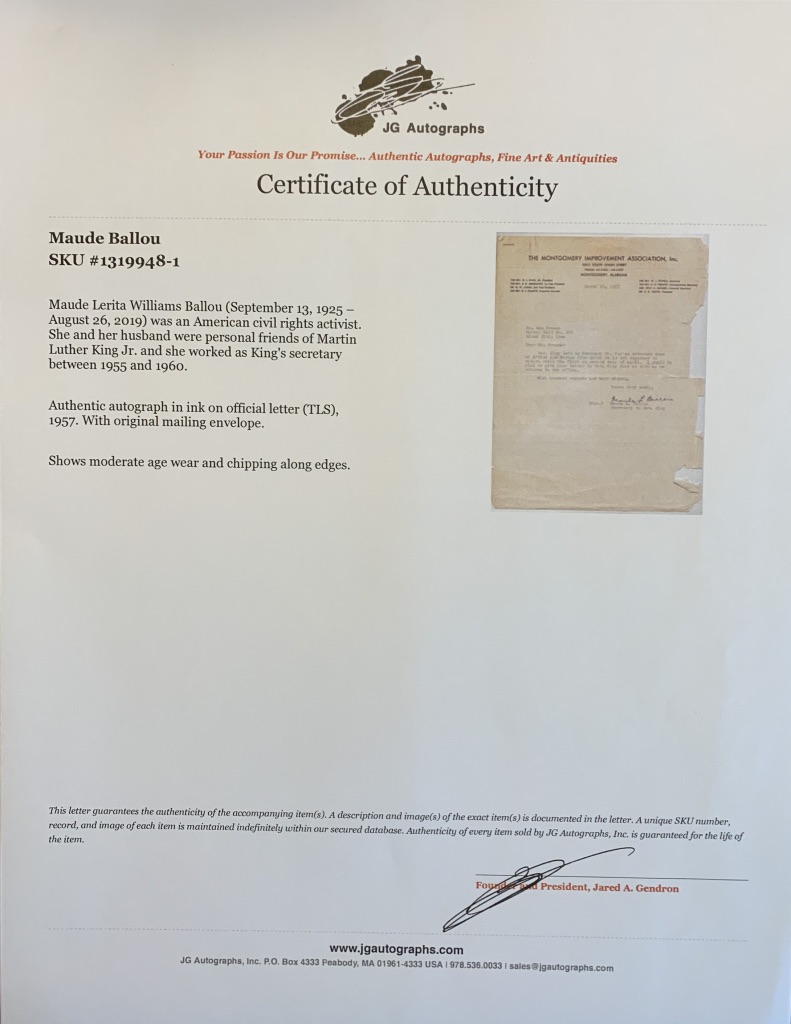 JG Autographs
Your Passion Is Our Promise... Authentic Autographs, Fine Art & Antiquities
Certificate of Authenticity
Maude Ballou
SKU #1319948-1
Maude Lerita Williams Ballou (September 13, 1925 –
August 26, 2019) was an American civil rights activist.
She and her husband were personal friends of Martin
Luther King Jr. and she worked as King's secretary
between 1955 and 1960.
Authentic autograph in ink on official letter (TLS),
1957. With original mailing envelope.
Shows moderate age wear and chipping along edges.
THE MONTGOMERY IMPROVEMENT ASSOCIATION, Inc.
MONTGOMERY, ALABAMA
This letter guarantees the authenticity of the accompanying item(s). A description and image(s) of the exact item(s) is documented in the letter. A unique SKU number,
record, and image of each item is maintained indefinitely within our secured database. Authenticity of every item sold by JG Autographs, Inc. is guaranteed for the life of
the item.
Founder and President, Jared A. Gendron
www.jgautographs.com
JG Autographs, Inc. P.O. Box 4333 Peabody, MA 01961-4333 USA | 978.536.0033 | sales@jgautographs.com